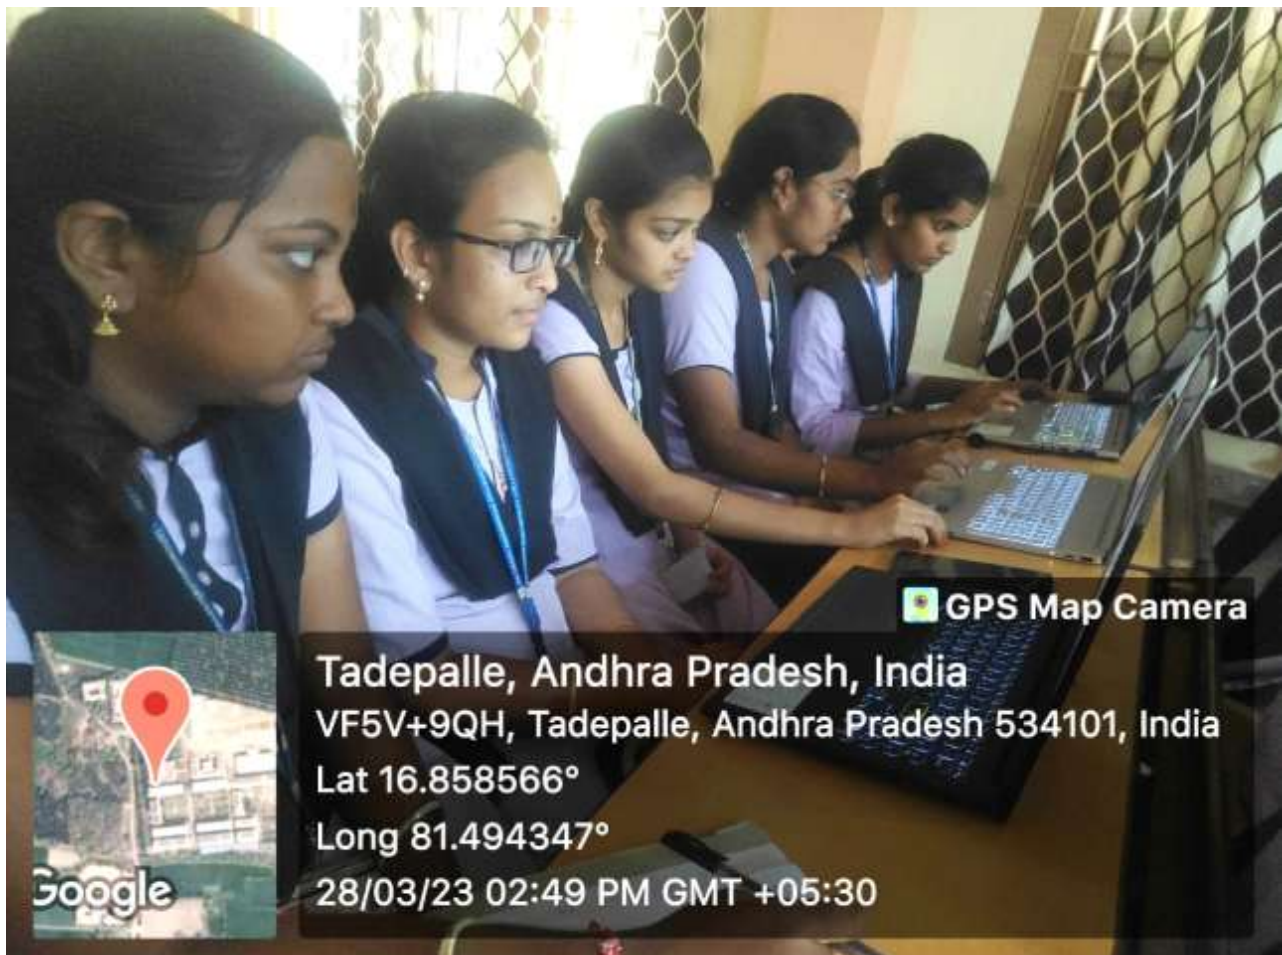 GPS Map Camera
Tadepalle, Andhra Pradesh, India
VF5V+9QH, Tadepalle, Andhra Pradesh 534101, India
Lat 16.858566°
Long 81.494347°
28/03/23 02:49 PM GMT +05:30
Google